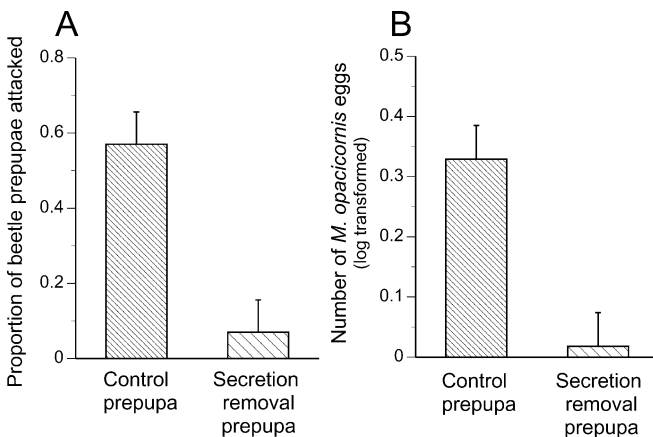 A
Proportion of beetle prepupae attacked
0.8
0.6
0.4
0.2
0
Control
prepupa
Secretion
removal
prepupa
B
Number of M. opacicornis eggs
(log transformed)
0.5
0.4
0.3
0.2
0.1
0
Control
prepupa
Secretion
removal
prepupa